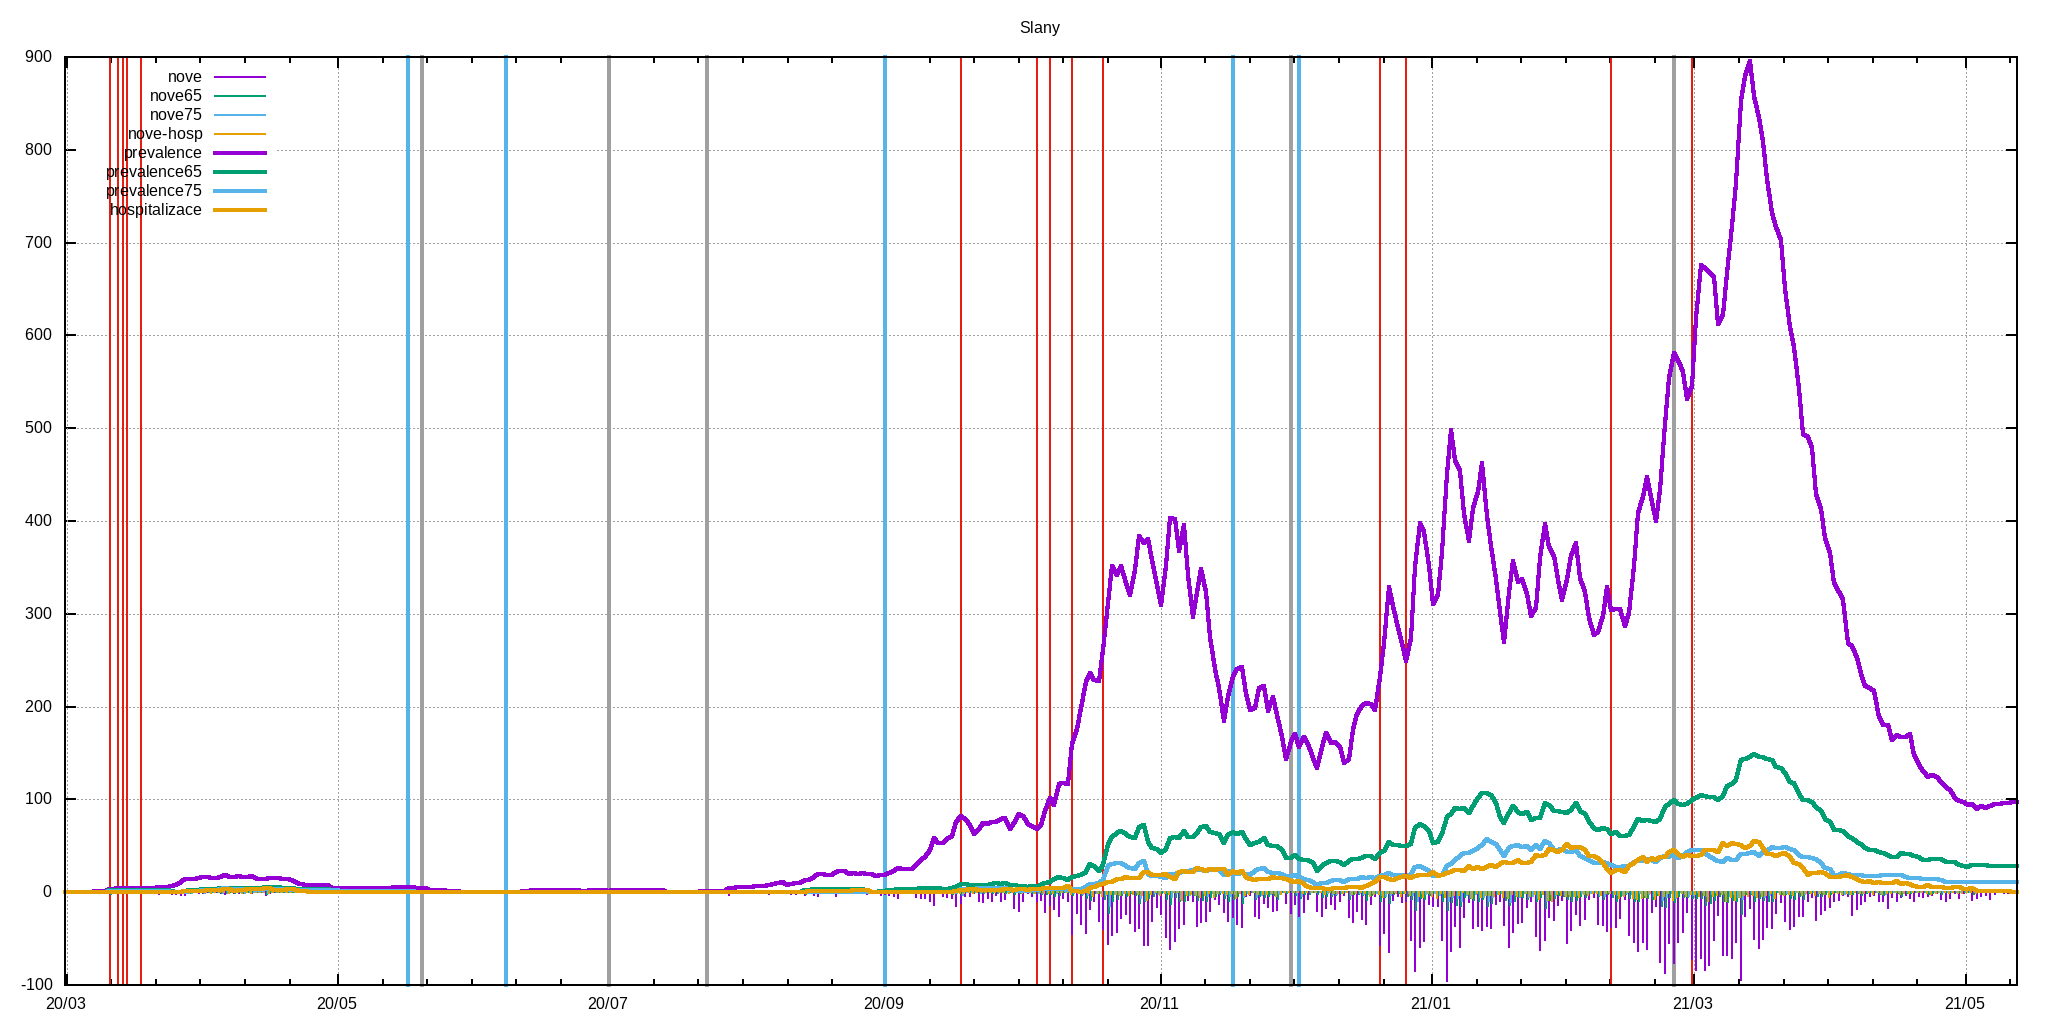 Slany
900
800
700
600
500
400
300
200
100
0
-100
nove
nove65
nove75
nove-hosp
prevalence
prevalence65
prevalence75
hospitalizace
20/03 20/05 20/07 20/09 20/11 21/01 21/03 21/05